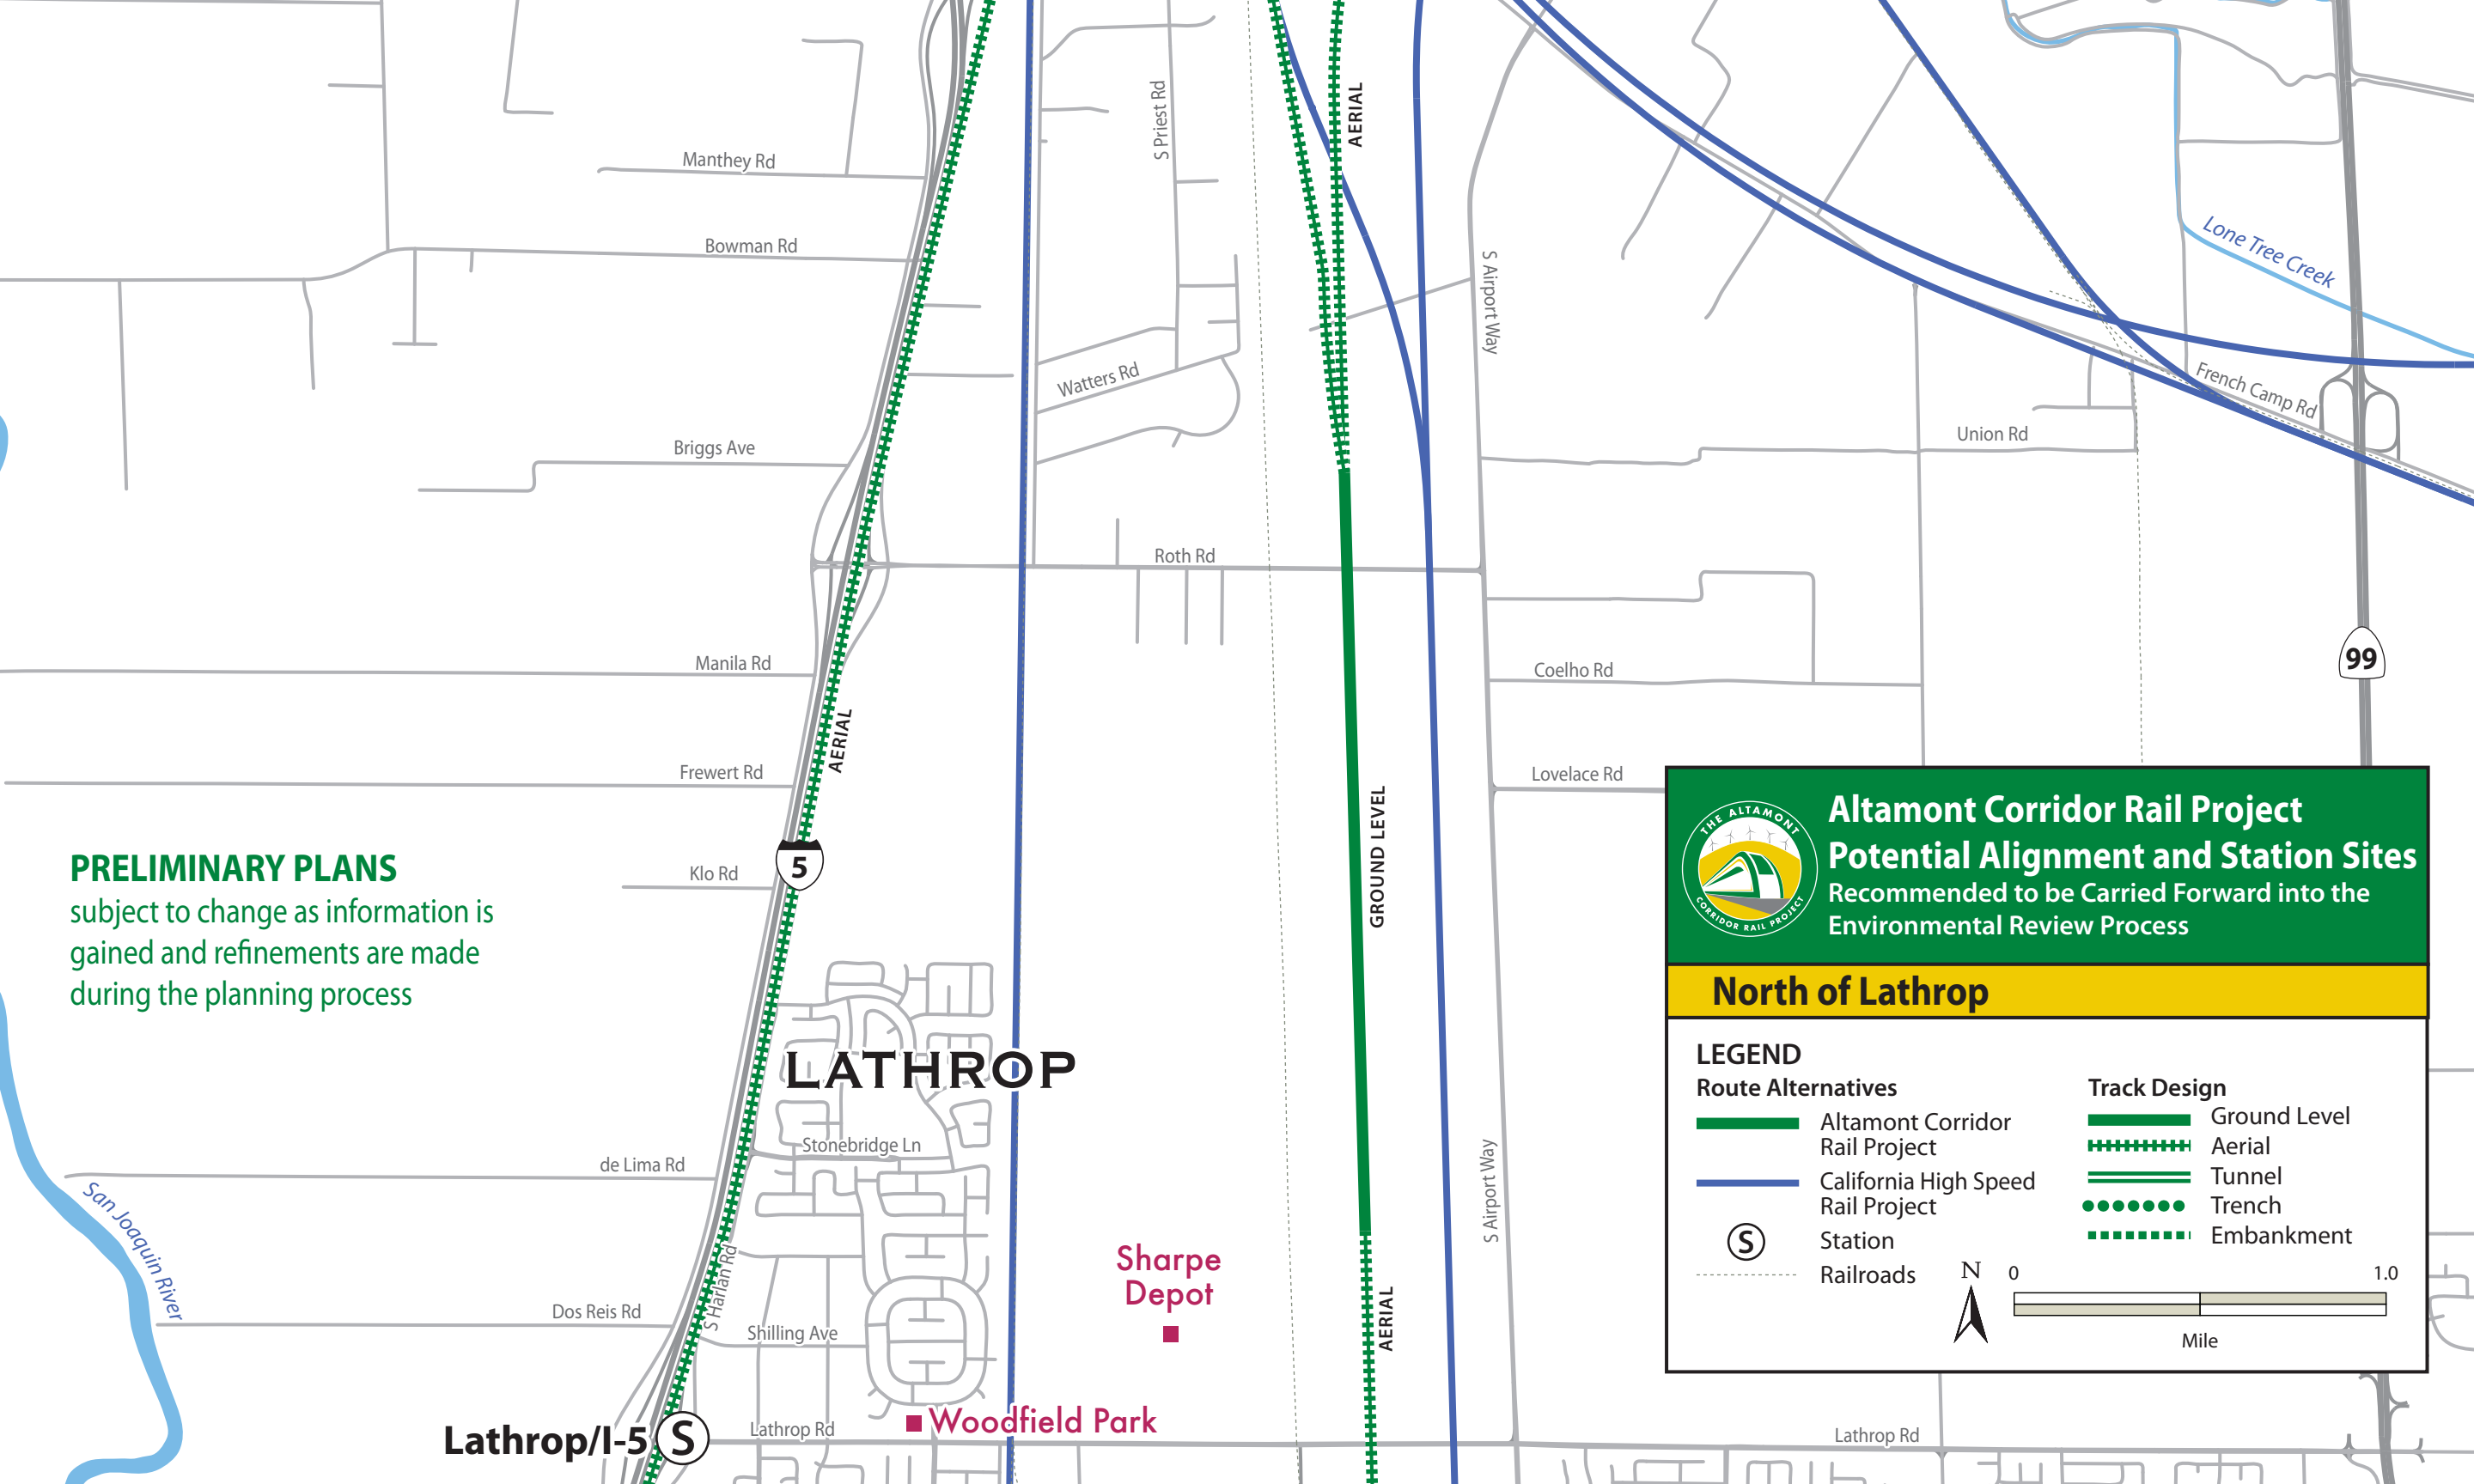 S Priest Rd
AERIAL
Manthey Rd
Bowman Rd
Lone Tree Creek
S Airport Way
Watters Rd
French Camp Rd
Briggs Ave
Union Rd
Roth Rd
Manila Rd
Coelho Rd
99
AERIAL
Frewert Rd
Lovelace Rd
GROUND LEVEL
5
Klo Rd
PRELIMINARY PLANS
subject to change as information is
gained and refinements are made
during the planning process
LATHROP
Stonebridge Ln
de Lima Rd
San Joaquin River
S Harlan Rd
Dos Reis Rd
Shilling Ave
Sharpe
Depot
AERIAL
S Airport Way
Woodfield Park
Lathrop/I-5
S
Lathrop Rd
Lathrop Rd
THE ALTAMONT
CORRIDOR RAIL PROJECT
Altamont Corridor Rail Project
Potential Alignment and Station Sites
Recommended to be Carried Forward into the
Environmental Review Process
North of Lathrop
LEGEND
Route Alternatives
Altamont Corridor
Rail Project
California High Speed
Rail Project
S
Station
Railroads
Track Design
Ground Level
Aerial
Tunnel
Trench
Embankment
N
0
1.0
Mile